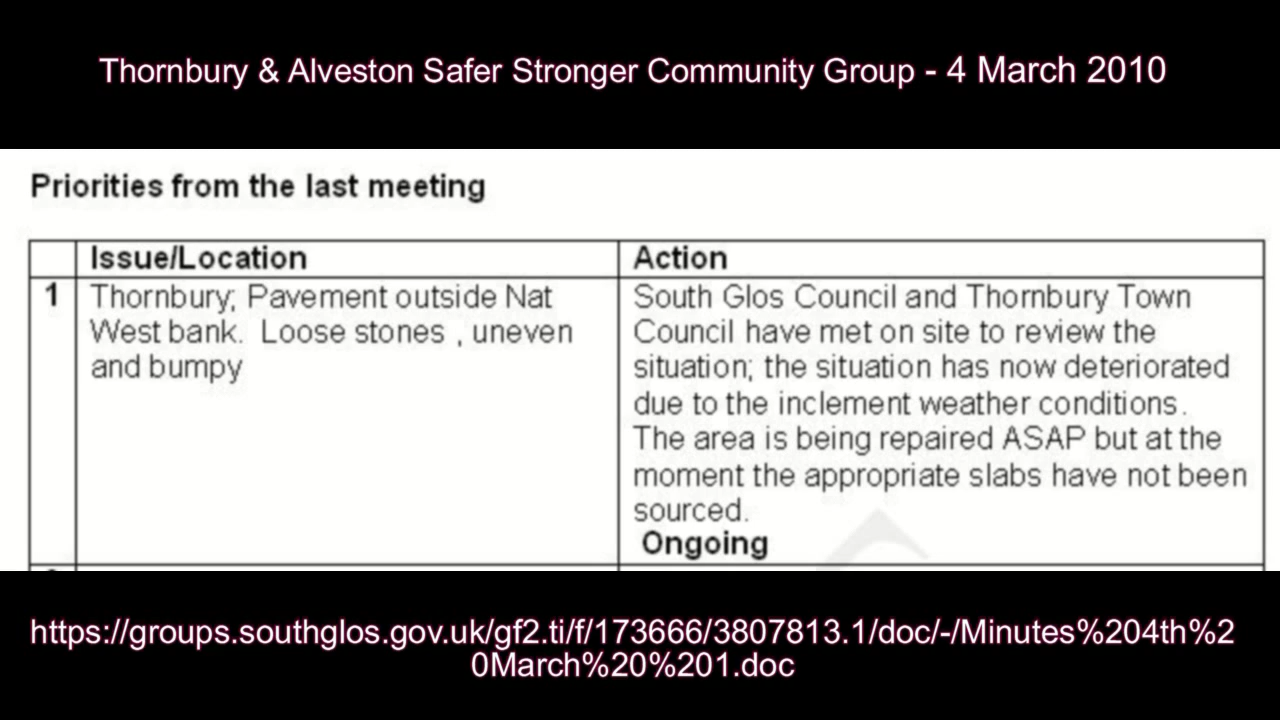 Thornbury & Alveston Safer Stronger Community Group - 4 March 2010
Priorities from the last meeting
Issue/Location
Action
1
Thornbury; Pavement outside Nat
West bank. Loose stones , uneven
and bumpy
South Glos Council and Thornbury Town
Council have met on site to review the
situation; the situation has now deteriorated
due to the inclement weather conditions.
The area is being repaired ASAP but at the
moment the appropriate slabs have not been
sourced.
Ongoing
https://groups.southglos.gov.uk/gf2.ti/f/173666/3807813.1/doc/-/Minutes%204th%2
0March%20%201.doc